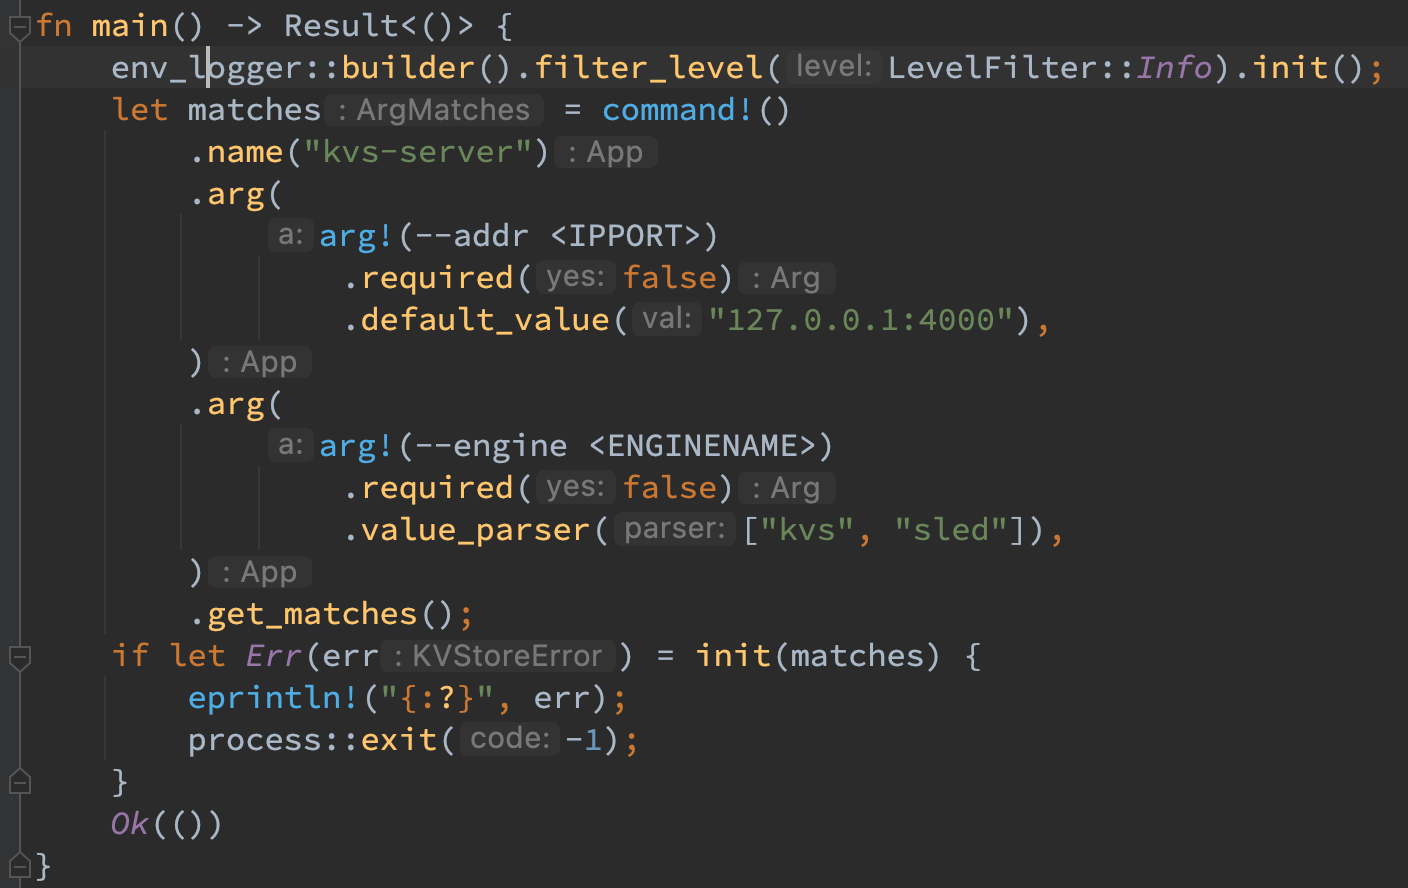 fn main() -> Result<()> {
env_logger::builder().filter_level( level: LevelFilter::Info).init();
let matches : ArgMatches = command!()
.name("kvs-server") : App
.arg(
a: arg!(--addr <IPPORT>)
.required( yes: false) : Arg
.default_value( val: "127.0.0.1:4000"),
) : App
.arg(
a: arg!(--engine <ENGINENAME>)
.required( yes: false) : Arg
.value_parser( parser: ["kvs", "sled"]),
) : App
.get_matches();
if let Err(err : KVStoreError ) = init(matches) {
eprintln!("{:?}", err);
process::exit( code: -1);
}
Ok(())
}